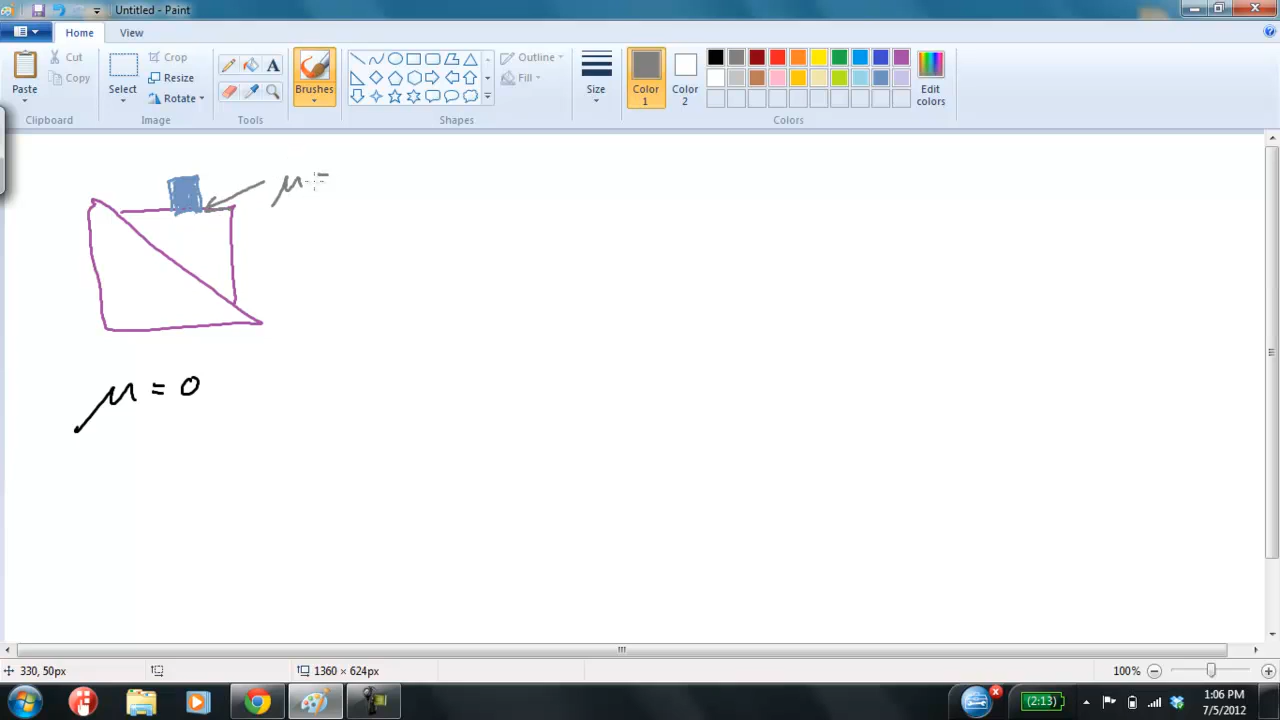 Untitled - Paint
Home View
Paste
Cut
Copy
Clipboard
Select
Crop
Resize
Rotate
Image
A
Tools
Brushes
Outline
Fill
Shapes
Size
Color 1
Color 2
Edit colors
Colors
μ =
μ = 0
330, 50px
1360 × 624px
100%
(2:13)
1:06 PM
7/5/2012